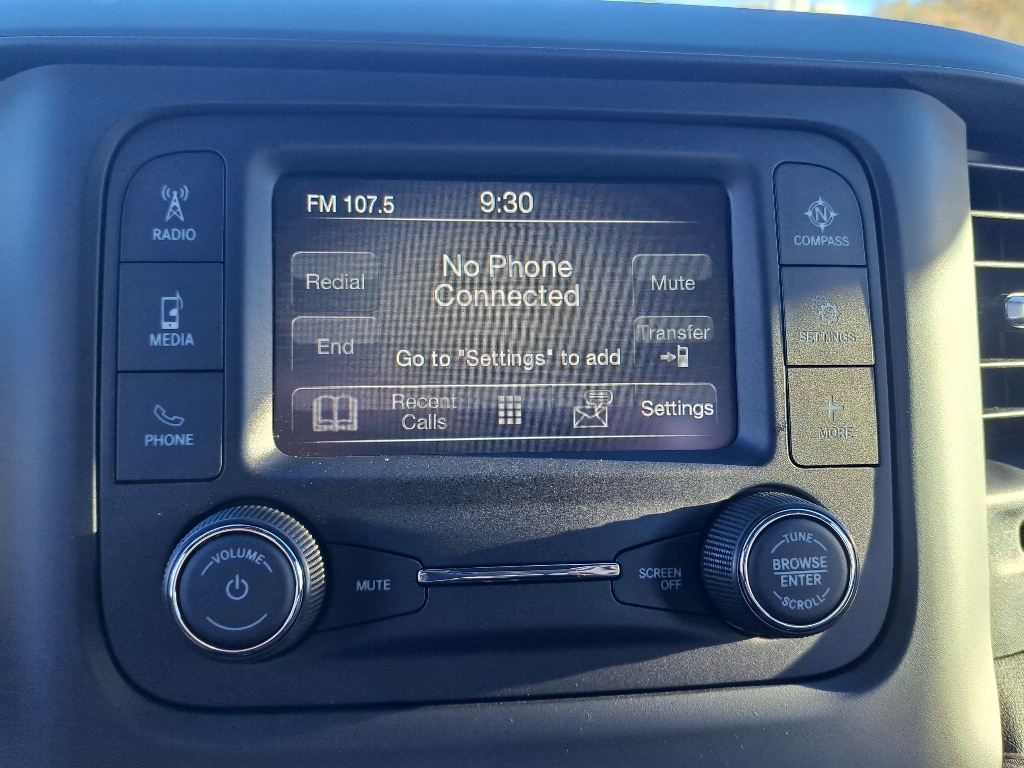 RADIO
MEDIA
PHONE
FM 107.5 9:30
Redial
End
No Phone
Connected
Mute
Transfer
Go to "Settings" to add
Recent
Calls
Settings
N
COMPASS
SETTINGS
MORE
VOLUME
MUTE
SCREEN
OFF
TUNE
BROWSE
ENTER
SCROLL